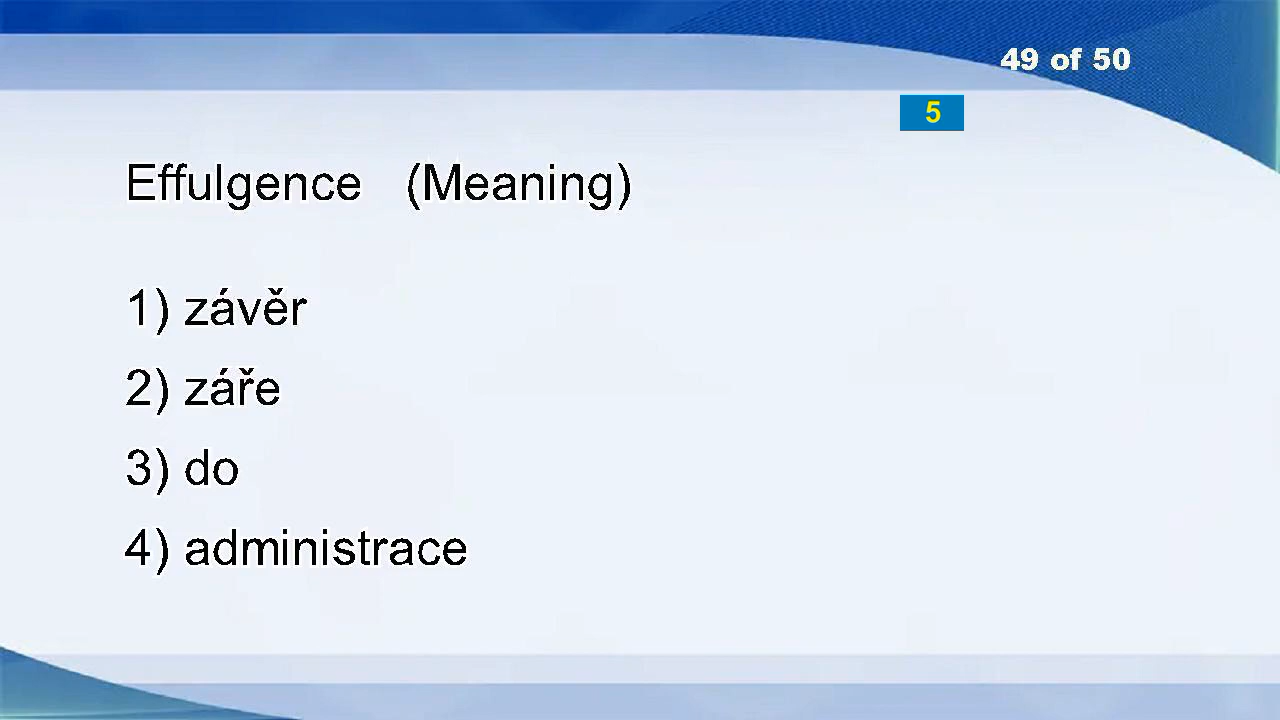 49 of 50
5
Effulgence (Meaning)
1) závěr
2) záře
3) do
4) administrace